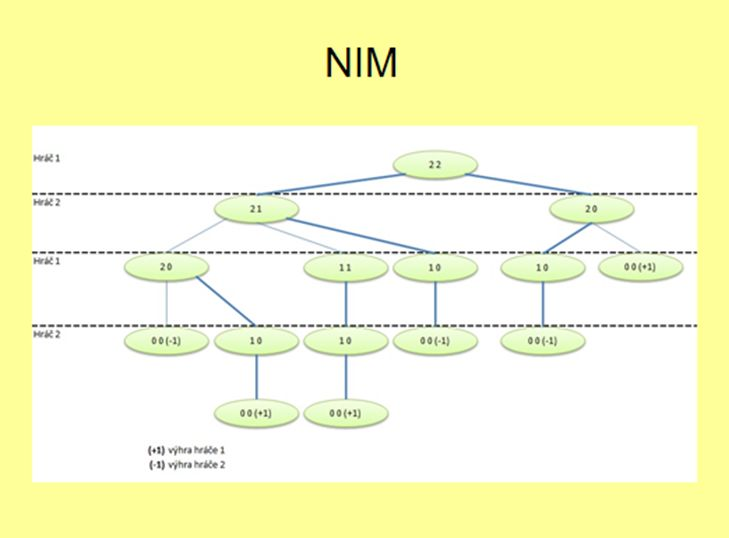 NIM
Hráč 1
2 2
Hráč 2
2 1
2 0
Hráč 1
2 0
1 1
1 0
1 0
0 0 (+1)
Hráč 2
0 0 (-1)
1 0
1 0
0 0 (-1)
0 0 (-1)
0 0 (+1)
0 0 (+1)
(+1) výhra hráče 1
(-1) výhra hráče 2